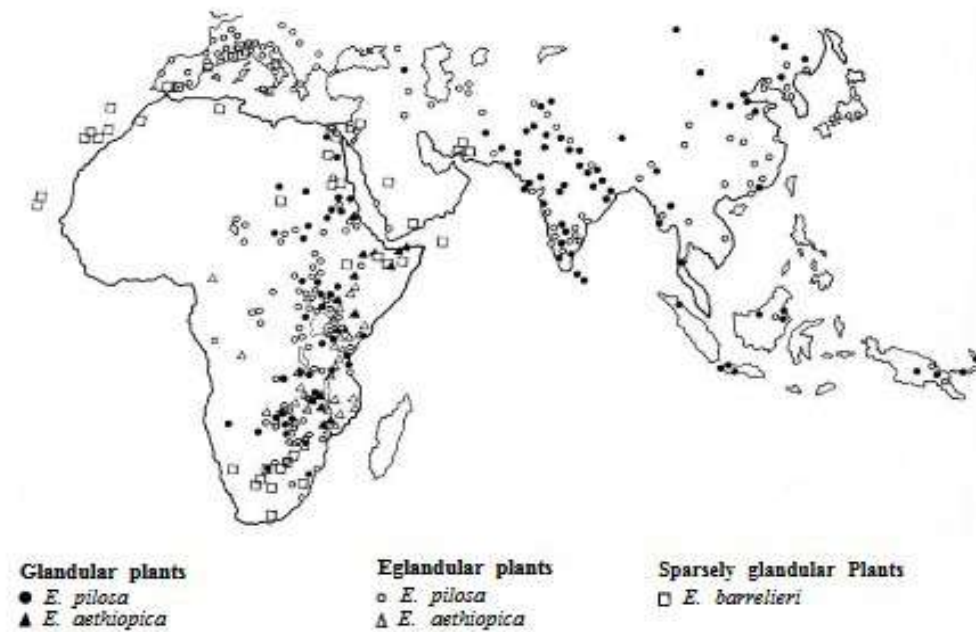 Glandular plants
● E. pilosa
▲ E. aethiopica
Eglandular plants
○ E. pilosa
△ E. aethiopica
Sparsely glandular Plants
□ E. barrelieri